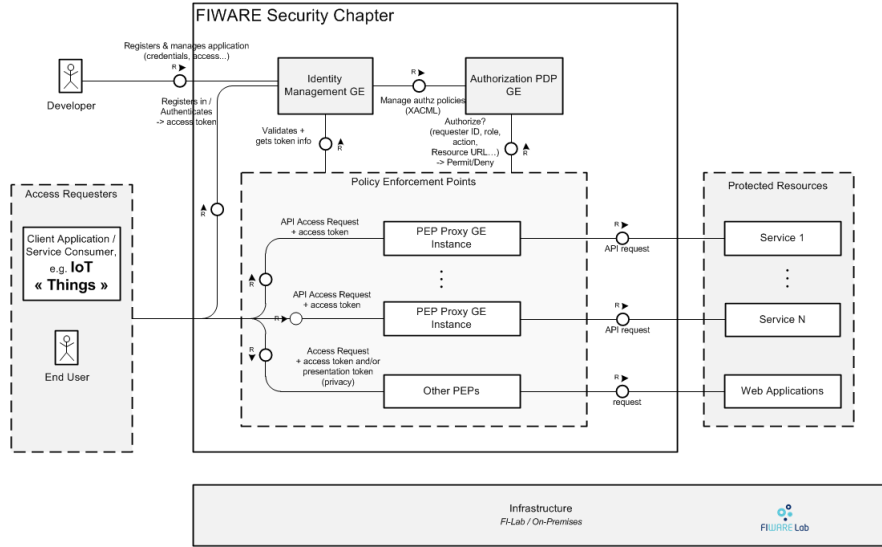 FIWARE Security Chapter
Registers & manages application
(credentials, access...)
R
Developer
Registers in /
Authenticates
-> access token
Identity
Management GE
R
Manage authz policies
(XACML)
Authorization PDP
GE
Validates +
gets token info
R
Authorize?
(requester ID, role,
action,
Resource URL...)
-> Permit/Deny
R
Access Requesters
Client Application /
Service Consumer,
e.g. IoT
« Things »
End User
R
Policy Enforcement Points
API Access Request
+ access token
R
PEP Proxy GE
Instance
API Access Request
+ access token
R
PEP Proxy GE
Instance
Access Request
+ access token and/or
presentation token
(privacy)
R
Other PEPs
R
API request
R
API request
R
request
Protected Resources
Service 1
Service N
Web Applications
Infrastructure
FI-Lab / On-Premises
FIWARE Lab